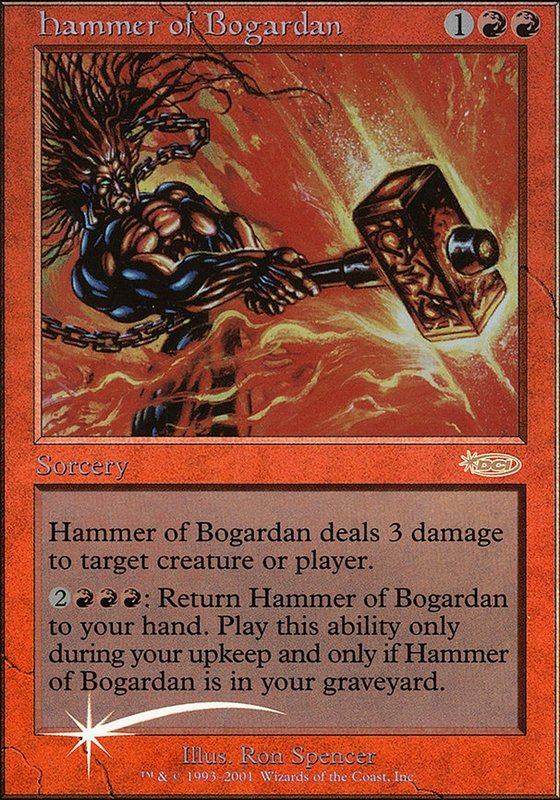 Hammer of Bogardan 1
Sorcery
DCI
Hammer of Bogardan deals 3 damage
to target creature or player.
2 : Return Hammer of Bogardan
to your hand. Play this ability only
during your upkeep and only if Hammer
of Bogardan is in your graveyard.
Illus. Ron Spencer
™ & © 1993–2001 Wizards of the Coast, Inc.